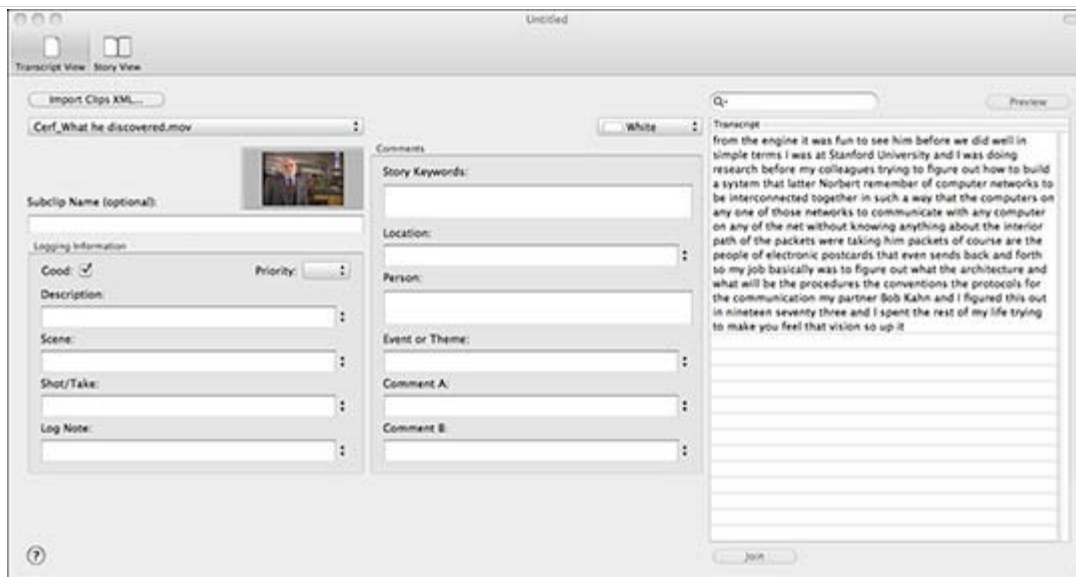 Untitled
Transcript View Story View
Import Clips XML...
Preview
Cerf_What he discovered.mov
White
Transcript
from the engine it was fun to see him before we did well in
simple terms I was at Stanford University and I was doing
research before my colleagues trying to figure out how to build
a system that latter Norbert remember of computer networks to
be interconnected together in such a way that the computers on
any one of those networks to communicate with any computer
on any of the net without knowing anything about the interior
path of the packets were taking him packets of course are the
people of electronic postcards that even sends back and forth
so my job basically was to figure out what the architecture and
what will be the procedures the conventions the protocols for
the communication my partner Bob Kahn and I figured this out
in nineteen seventy three and I spent the rest of my life trying
to make you feel that vision so up it
Subclip Name (optional):
Logging Information
Good:
Priority:
Description:
Scene:
Shot/Take:
Log Note:
Comments
Story Keywords:
Location:
Person:
Event or Theme:
Comment A:
Comment B:
?
Join